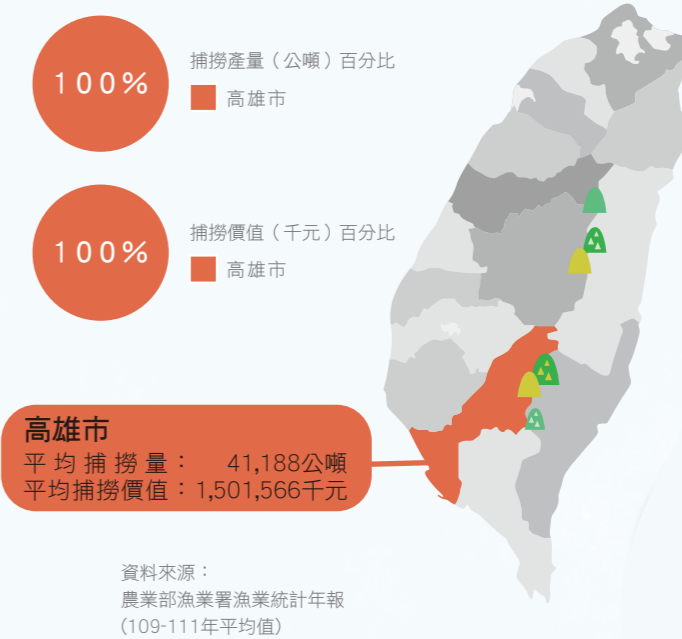 100%
捕撈產量（公噸）百分比
高雄市
100%
捕撈價值（千元）百分比
高雄市
高雄市
平均捕撈量： 41,188公噸
平均捕撈價值：1,501,566千元
資料來源：
農業部漁業署漁業統計年報
(109-111年平均值)